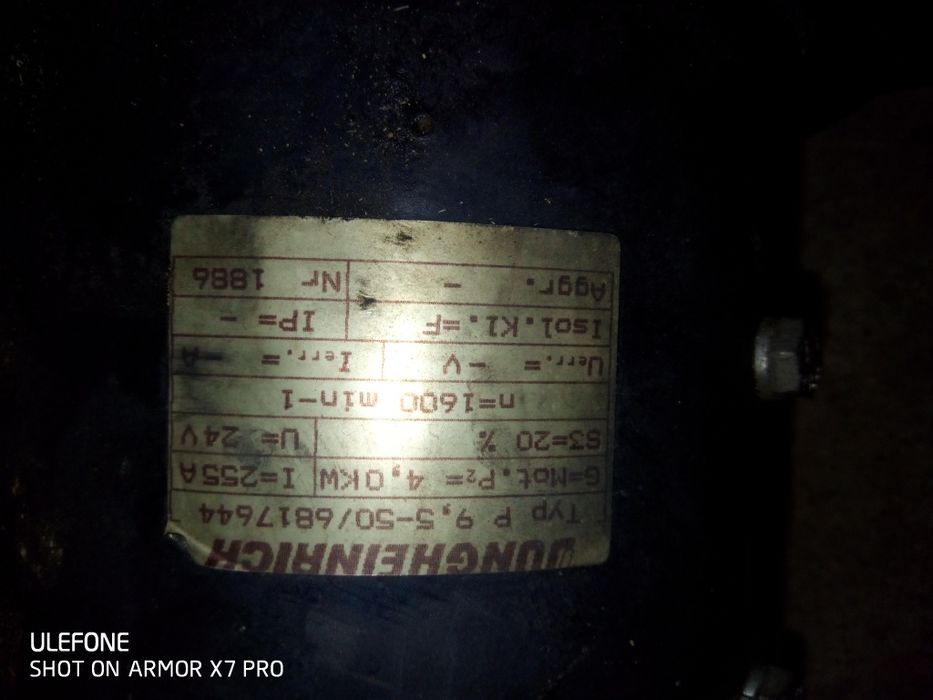 JUNGHEINRICH
Typ P 9,5-50/6817644
G=Mot.P₂= 4,0KW I=255A
S3=20 % U= 24V
n=1600 min-1
Uerr.= -V Ierr.= -A
Isol.Kl.=F IP= -
Aggr. - Nr 1886
ULEFONE
SHOT ON ARMOR X7 PRO